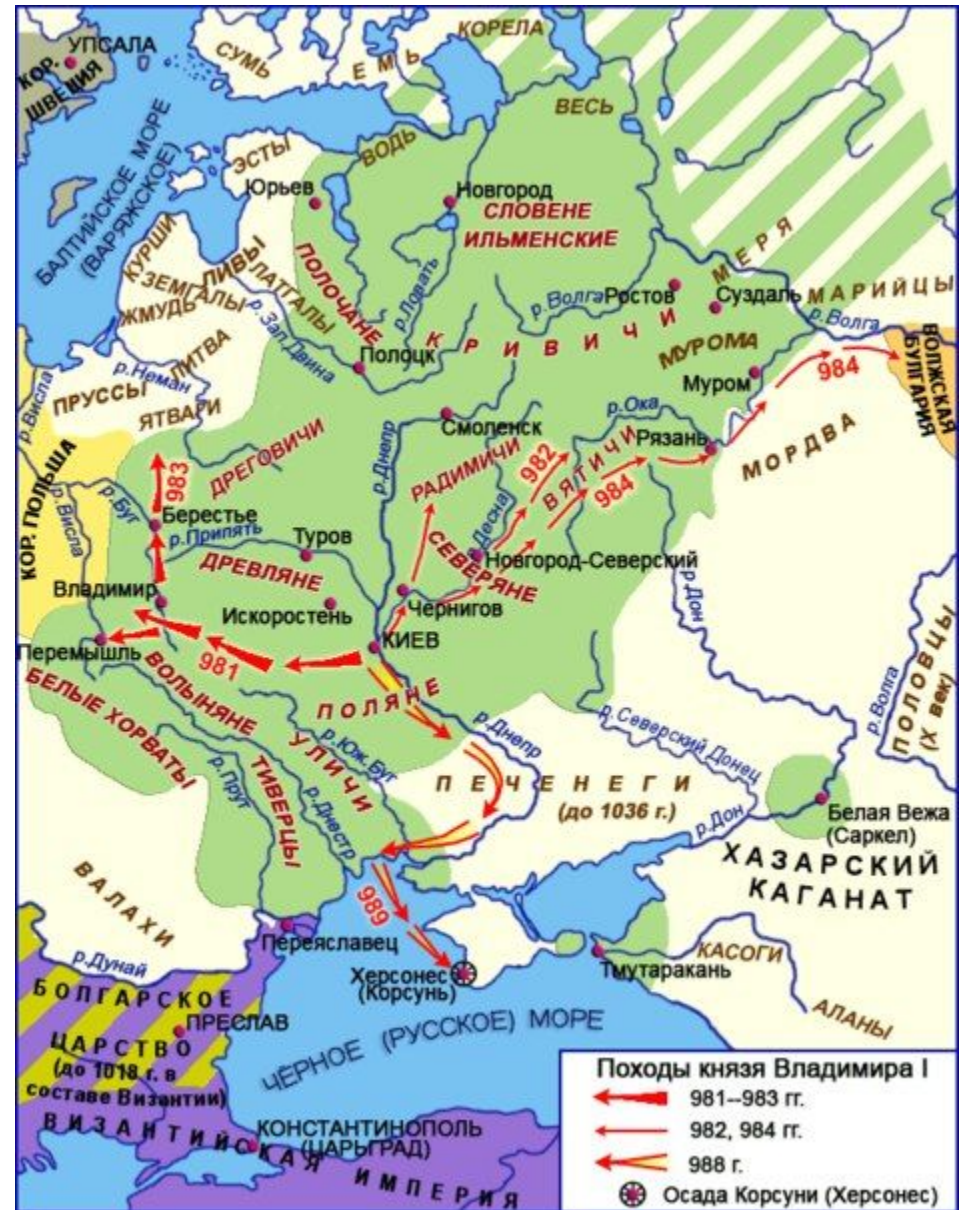 УПСАЛА
КОР. ШВЕЦИЯ
СУМЬ
ЕМЬ
КОРЕЛА
ВЕСЬ
БАЛТИЙСКОЕ МОРЕ
(ВАРЯЖСКОЕ)
ЭСТЫ
ВОДЬ
Юрьев
Новгород
СЛОВЕНЕ
ИЛЬМЕНСКИЕ
КУРШИ
ЛИВЫ
ЗЕМГАЛЫ
ЛАТГАЛЫ
ЖМУДЬ
ПОЛОЧАНЕ
р.Ловать
р.Волга
Ростов
МЕРЯ
Суздаль
МАРИЙЦЫ
р.Волга
р.Зап.Двина
КРИВИЧИ
МУРОМА
ВОЛЖСКАЯ
БУЛГАРИЯ
ЛИТВА
Полоцк
Муром
984
р.Висла
р.Неман
ПРУССЫ
ЯТВАРИ
Смоленск
р.Ока
Рязань
МОРДВА
ДРЕГОВИЧИ
р.Днепр
РАДИМИЧИ
982
ВЯТИЧИ
984
КОР. ПОЛЬША
р.Висла
р.Буг
983
Берестье
р.Припять
Туров
р.Десна
Новгород-Северский
СЕВЕРЯНЕ
ДРЕВЛЯНЕ
Владимир
Искоростень
Чернигов
р.Дон
КИЕВ
Перемышль
981
ВОЛЫНЯНЕ
БЕЛЫЕ ХОРВАТЫ
ПОЛЯНЕ
р.Волга
ПОЛОВЦЫ
(X век)
УЛИЧИ
р.Юж.Буг
р.Днепр
р.Северский Донец
р.Прут
ТИВЕРЦЫ
р.Днестр
ПЕЧЕНЕГИ
(до 1036 г.)
р.Дон
Белая Вежа
(Саркел)
ХАЗАРСКИЙ
КАГАНАТ
ВАЛАХИ
989
Переяславец
р.Дунай
Херсонес
(Корсунь)
КАСОГИ
Тмутаракань
АЛАНЫ
БОЛГАРСКОЕ
ПРЕСЛАВ
ЦАРСТВО
(до 1018 г. в
составе Византии)
ЧЁРНОЕ (РУССКОЕ) МОРЕ
ВИЗАНТИЙСКАЯ ИМПЕРИЯ
КОНСТАНТИНОПОЛЬ
(ЦАРЬГРАД)
Походы князя Владимира I
981--983 гг.
982, 984 гг.
988 г.
Осада Корсуни (Херсонес)